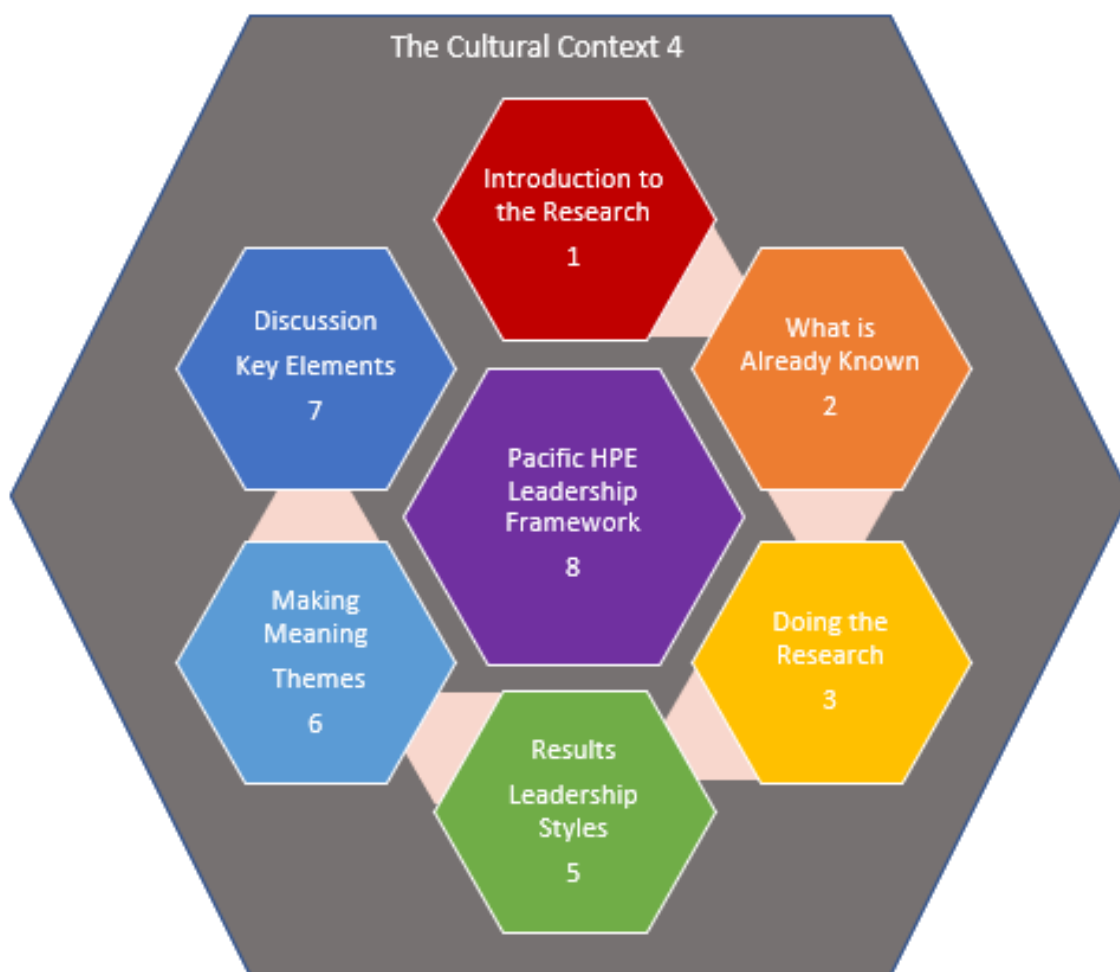 The Cultural Context 4
Introduction to
the Research
1
What is
Already Known
2
Doing the
Research
3
Results
Leadership
Styles
5
Making
Meaning
Themes
6
Discussion
Key Elements
7
Pacific HPE
Leadership
Framework
8